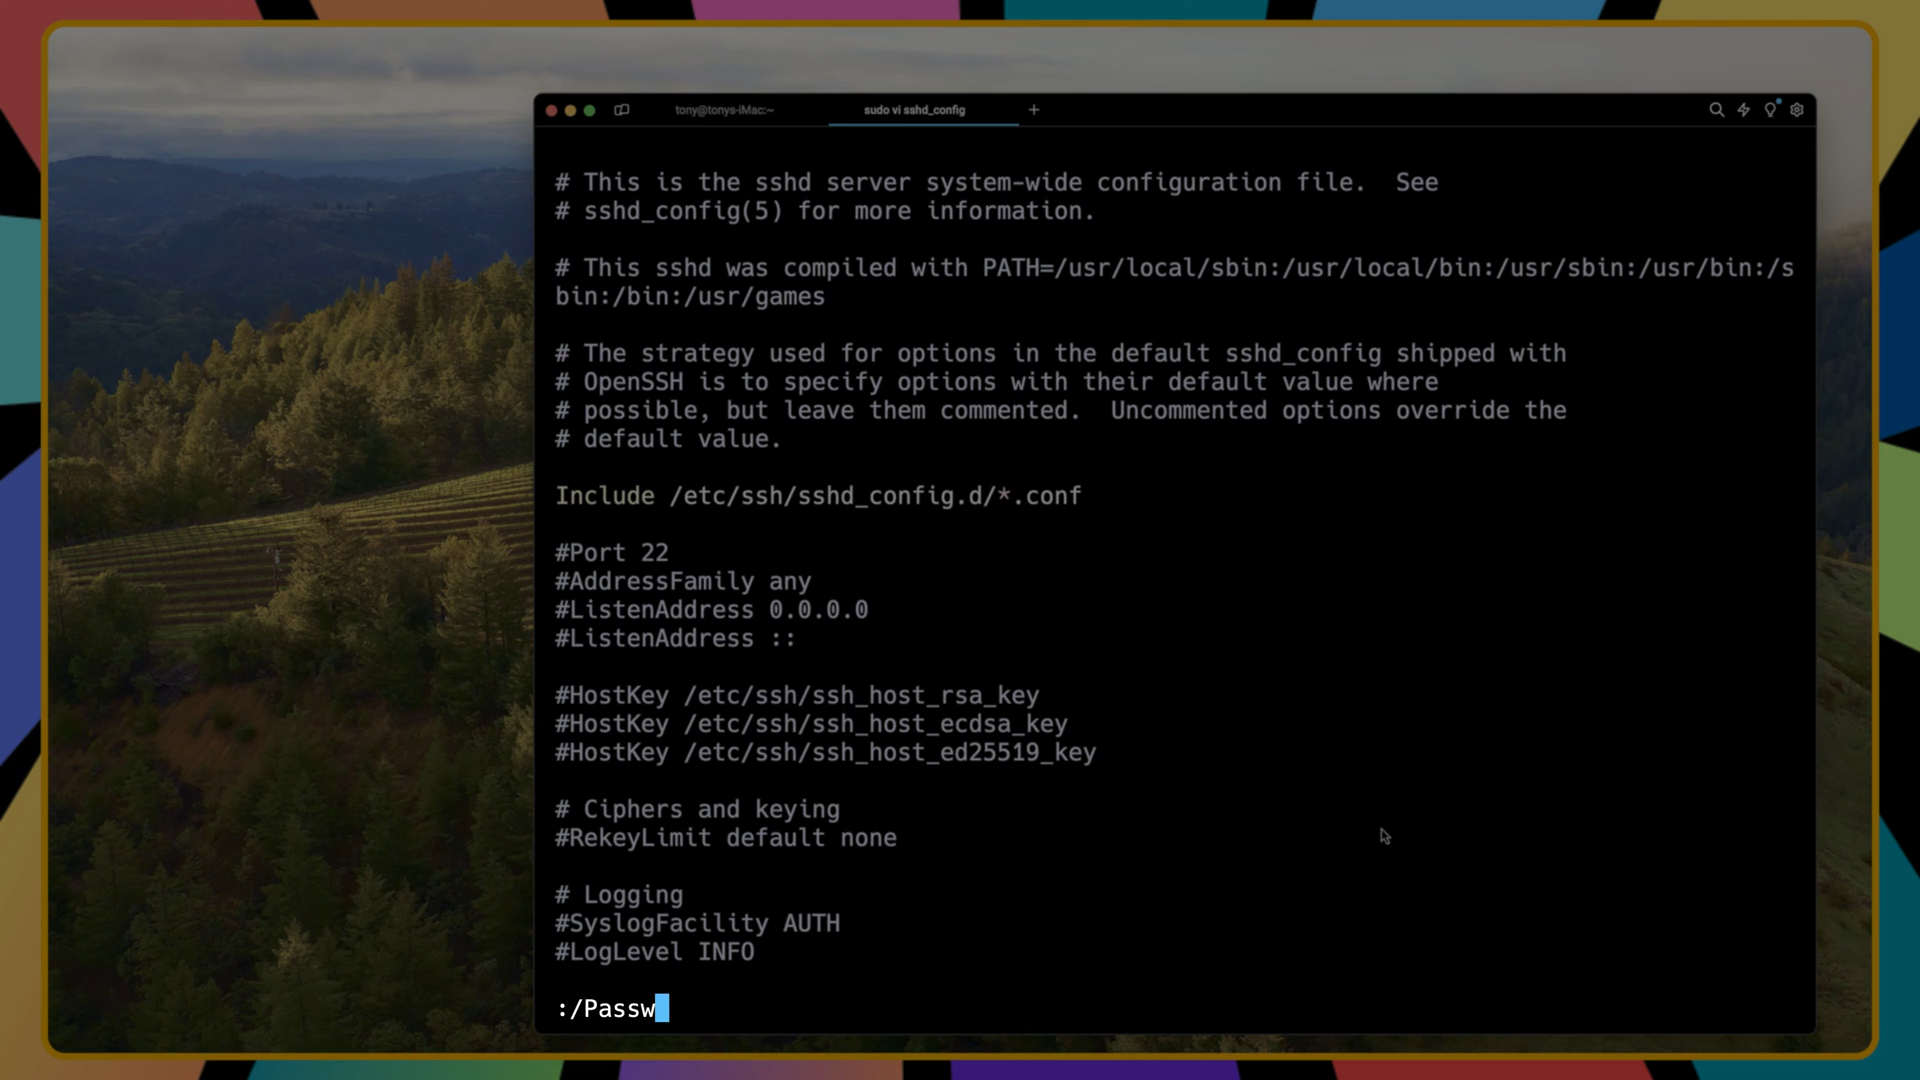 tony@tonys-iMac:~
sudo vi sshd_config
# This is the sshd server system-wide configuration file.  See
# sshd_config(5) for more information.
# This sshd was compiled with PATH=/usr/local/sbin:/usr/local/bin:/usr/sbin:/usr/bin:/s
bin:/bin:/usr/games
# The strategy used for options in the default sshd_config shipped with
# OpenSSH is to specify options with their default value where
# possible, but leave them commented.  Uncommented options override the
# default value.
Include /etc/ssh/sshd_config.d/*.conf
#Port 22
#AddressFamily any
#ListenAddress 0.0.0.0
#ListenAddress ::
#HostKey /etc/ssh/ssh_host_rsa_key
#HostKey /etc/ssh/ssh_host_ecdsa_key
#HostKey /etc/ssh/ssh_host_ed25519_key
# Ciphers and keying
#RekeyLimit default none
# Logging
#SyslogFacility AUTH
#LogLevel INFO
:/Passw